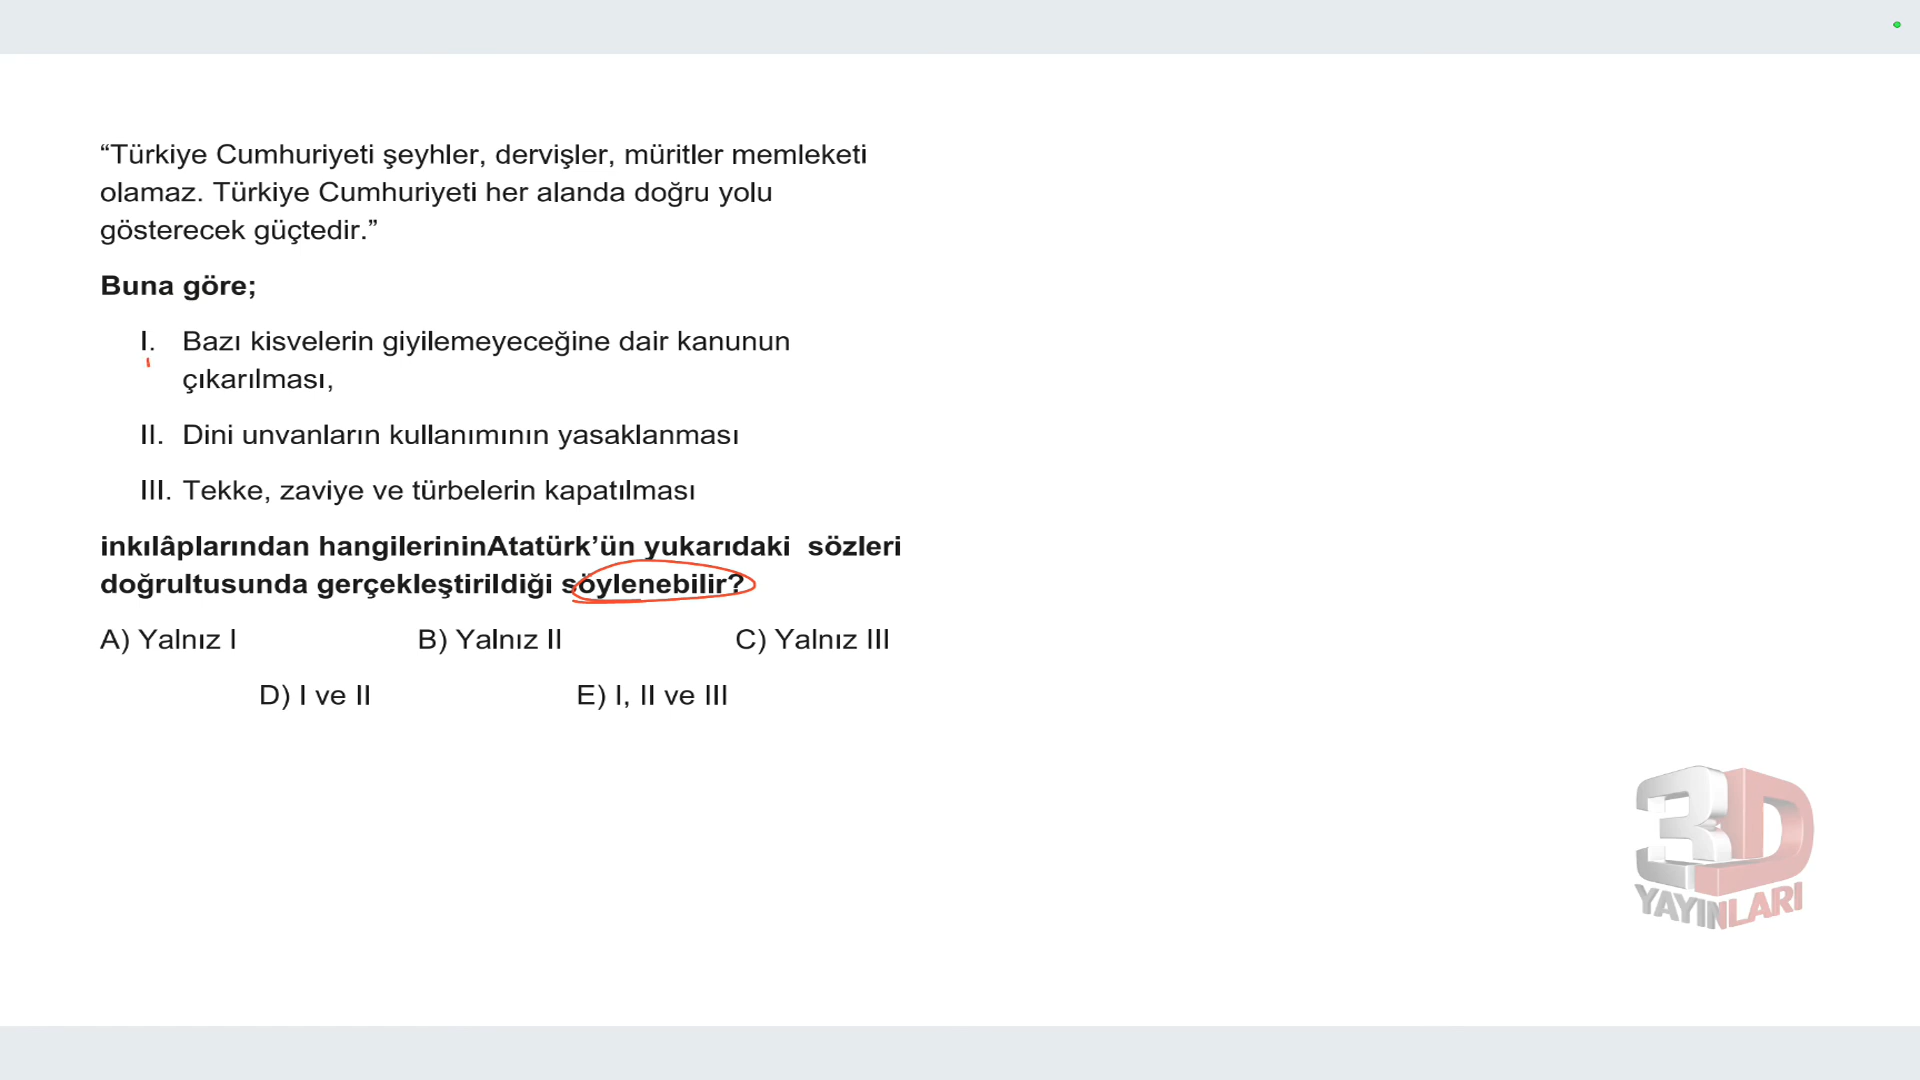 “Türkiye Cumhuriyeti şeyhler, dervişler, müritler memleketi
olamaz. Türkiye Cumhuriyeti her alanda doğru yolu
gösterecek güçtedir.”
Buna göre;
I. Bazı kisvelerin giyilemeyeceğine dair kanunun
çıkarılması,
II. Dini unvanların kullanımının yasaklanması
III. Tekke, zaviye ve türbelerin kapatılması
inkılâplarından hangilerininAtatürk’ün yukarıdaki sözleri
doğrultusunda gerçekleştirildiği söylenebilir?
A) Yalnız I B) Yalnız II C) Yalnız III
D) I ve II E) I, II ve III
3D
YAYINLARI